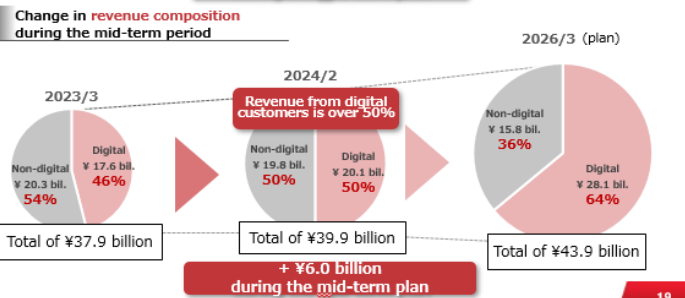 Change in revenue composition
during the mid-term period
2023/3
Non-digital
¥ 20.3 bil.
54%
Digital
¥ 17.6 bil.
46%
Total of ¥37.9 billion
2024/2
Revenue from digital
customers is over 50%
Non-digital
¥ 19.8 bil.
50%
Digital
¥ 20.1 bil.
50%
Total of ¥39.9 billion
2026/3 (plan)
Non-digital
¥ 15.8 bil.
36%
Digital
¥ 28.1 bil.
64%
Total of ¥43.9 billion
+ ¥6.0 billion
during the mid-term plan
19